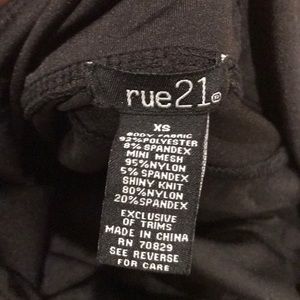 rue21®
XS
BODY FABRIC
92%POLYESTER
8%SPANDEX
MINI MESH
95%NYLON
5%SPANDEX
SHINY KNIT
80%NYLON
20%SPANDEX
EXCLUSIVE
OF TRIMS
MADE IN CHINA
RN 70829
SEE REVERSE
FOR CARE